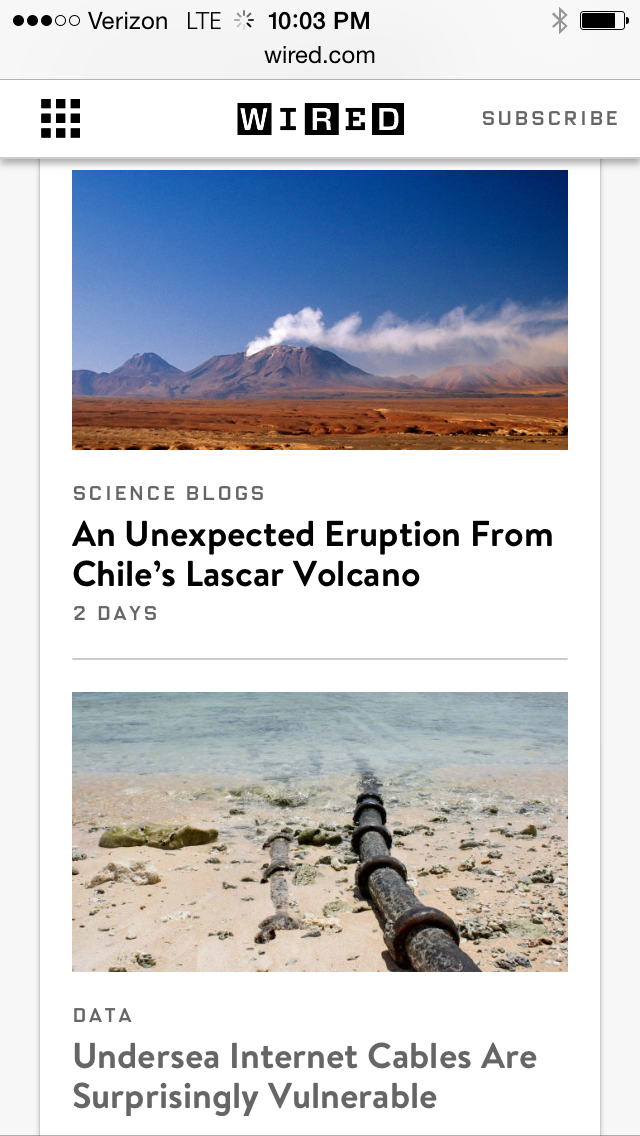 Verizon LTE 10:03 PM
wired.com
WIRED SUBSCRIBE
SCIENCE BLOGS
An Unexpected Eruption From
Chile’s Lascar Volcano
2 DAYS
DATA
Undersea Internet Cables Are
Surprisingly Vulnerable